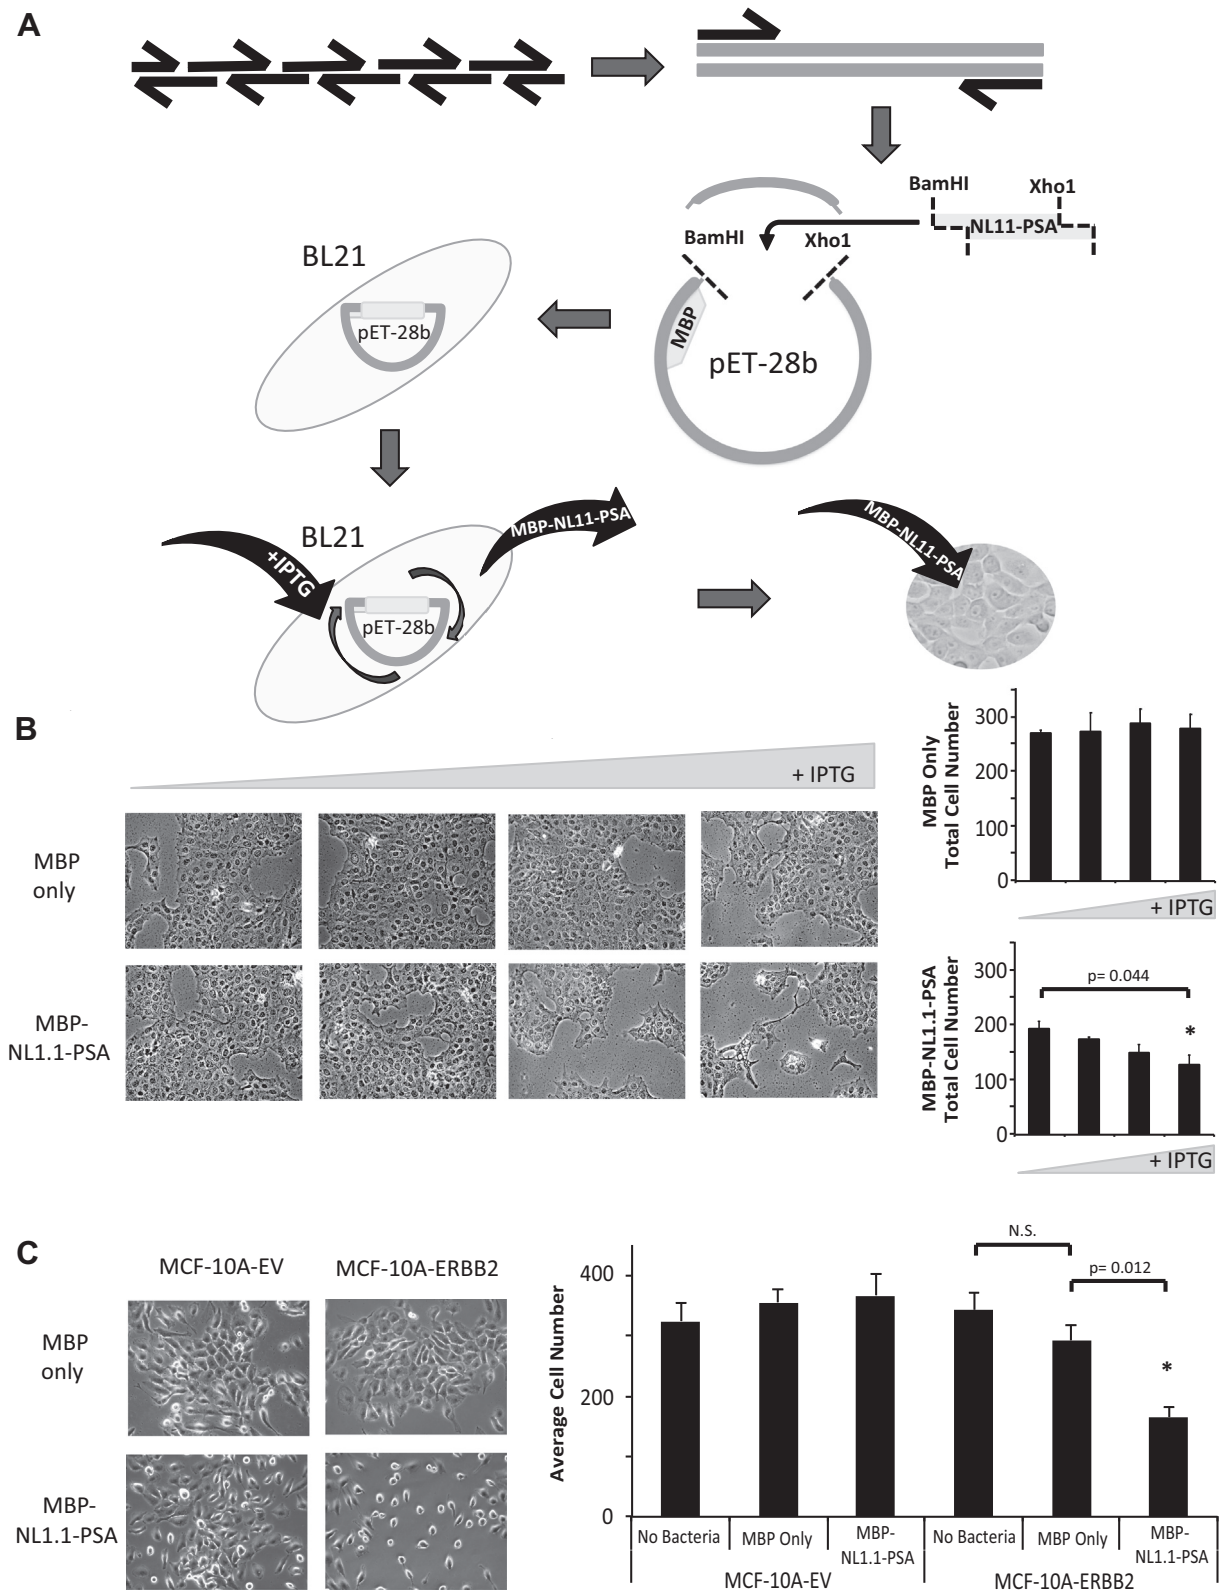 A
BamHI
Xho1
NL11-PSA
BamHI
Xho1
MBP
pET-28b
BL21
pET-28b
+IPTG
BL21
pET-28b
MBP-NL11-PSA
MBP-NL11-PSA
B
+ IPTG
MBP
only
MBP-
NL1.1-PSA
MBP Only
Total Cell Number
300
200
100
0
+ IPTG
MBP-NL1.1-PSA
Total Cell Number
300
200
100
0
p= 0.044
*
+ IPTG
C
MCF-10A-EV
MCF-10A-ERBB2
MBP
only
MBP-
NL1.1-PSA
Average Cell Number
400
200
0
N.S.
p= 0.012
*
No Bacteria
MBP Only
MBP-
NL1.1-PSA
No Bacteria
MBP Only
MBP-
NL1.1-PSA
MCF-10A-EV
MCF-10A-ERBB2